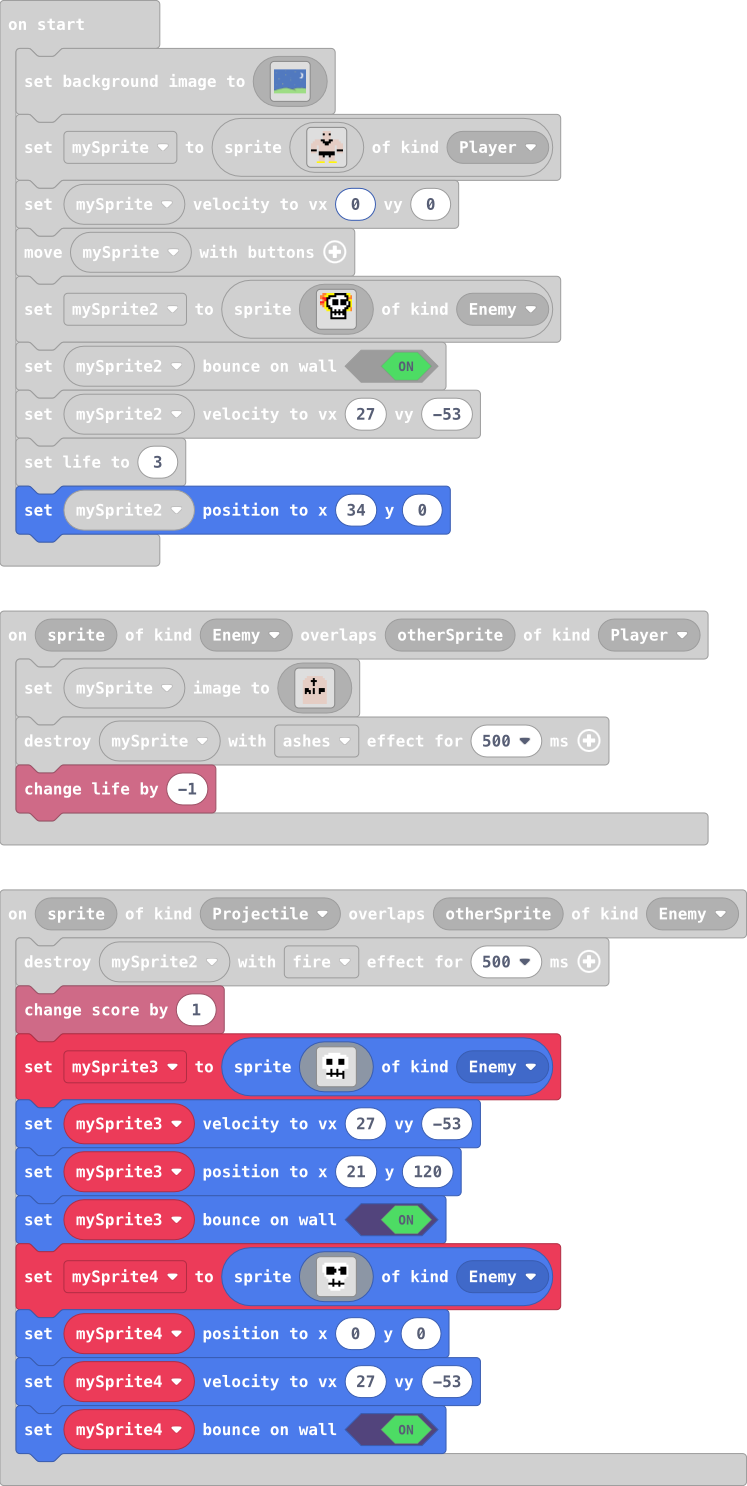 on start
set background image to
set mySprite to sprite of kind Player
set mySprite velocity to vx 0 vy 0
move mySprite with buttons
set mySprite2 to sprite of kind Enemy
set mySprite2 bounce on wall ON
set mySprite2 velocity to vx 27 vy -53
set life to 3
set mySprite2 position to x 34 y 0
on sprite of kind Enemy overlaps otherSprite of kind Player
set mySprite image to RIP
destroy mySprite with ashes effect for 500 ms
change life by -1
on sprite of kind Projectile overlaps otherSprite of kind Enemy
destroy mySprite2 with fire effect for 500 ms
change score by 1
set mySprite3 to sprite of kind Enemy
set mySprite3 velocity to vx 27 vy -53
set mySprite3 position to x 21 y 120
set mySprite3 bounce on wall ON
set mySprite4 to sprite of kind Enemy
set mySprite4 position to x 0 y 0
set mySprite4 velocity to vx 27 vy -53
set mySprite4 bounce on wall ON